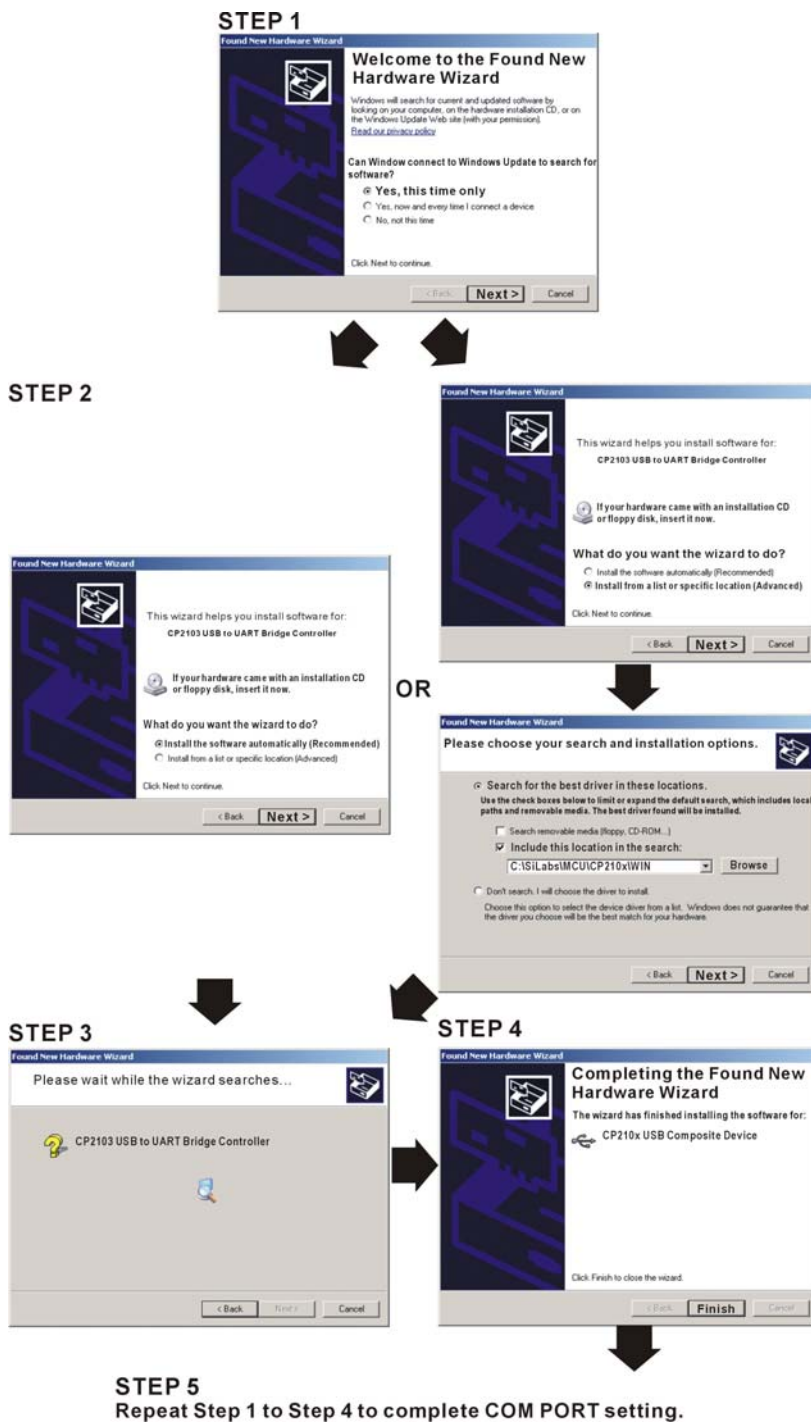 STEP 1
Found New Hardware Wizard
Welcome to the Found New
Hardware Wizard
Windows will search for current and updated software by
looking on your computer, on the hardware installation CD, or on
the Windows Update Web site (with your permission).
Read our privacy policy
Can Window connect to Windows Update to search for
software?
Yes, this time only
Yes, now and every time I connect a device
No, not this time
Click Next to continue.
< Back Next > Cancel
STEP 2
Found New Hardware Wizard
This wizard helps you install software for:
CP2103 USB to UART Bridge Controller
If your hardware came with an installation CD
or floppy disk, insert it now.
What do you want the wizard to do?
Install the software automatically (Recommended)
Install from a list or specific location (Advanced)
Click Next to continue.
< Back Next > Cancel
OR
Found New Hardware Wizard
This wizard helps you install software for:
CP2103 USB to UART Bridge Controller
If your hardware came with an installation CD
or floppy disk, insert it now.
What do you want the wizard to do?
Install the software automatically (Recommended)
Install from a list or specific location (Advanced)
Click Next to continue.
< Back Next > Cancel
Found New Hardware Wizard
Please choose your search and installation options.
Search for the best driver in these locations.
Use the check boxes below to limit or expand the default search, which includes local
paths and removable media. The best driver found will be installed.
Search removable media (floppy, CD-ROM...)
Include this location in the search:
C:\SiLabs\MCU\CP210x\WIN Browse
Don't search. I will choose the driver to install.
Choose this option to select the device driver from a list. Windows does not guarantee that
the driver you choose will be the best match for your hardware.
< Back Next > Cancel
STEP 3
Found New Hardware Wizard
Please wait while the wizard searches...
CP2103 USB to UART Bridge Controller
< Back Next > Cancel
STEP 4
Found New Hardware Wizard
Completing the Found New
Hardware Wizard
The wizard has finished installing the software for:
CP210x USB Composite Device
Click Finish to close the wizard.
< Back Finish Cancel
STEP 5
Repeat Step 1 to Step 4 to complete COM PORT setting.